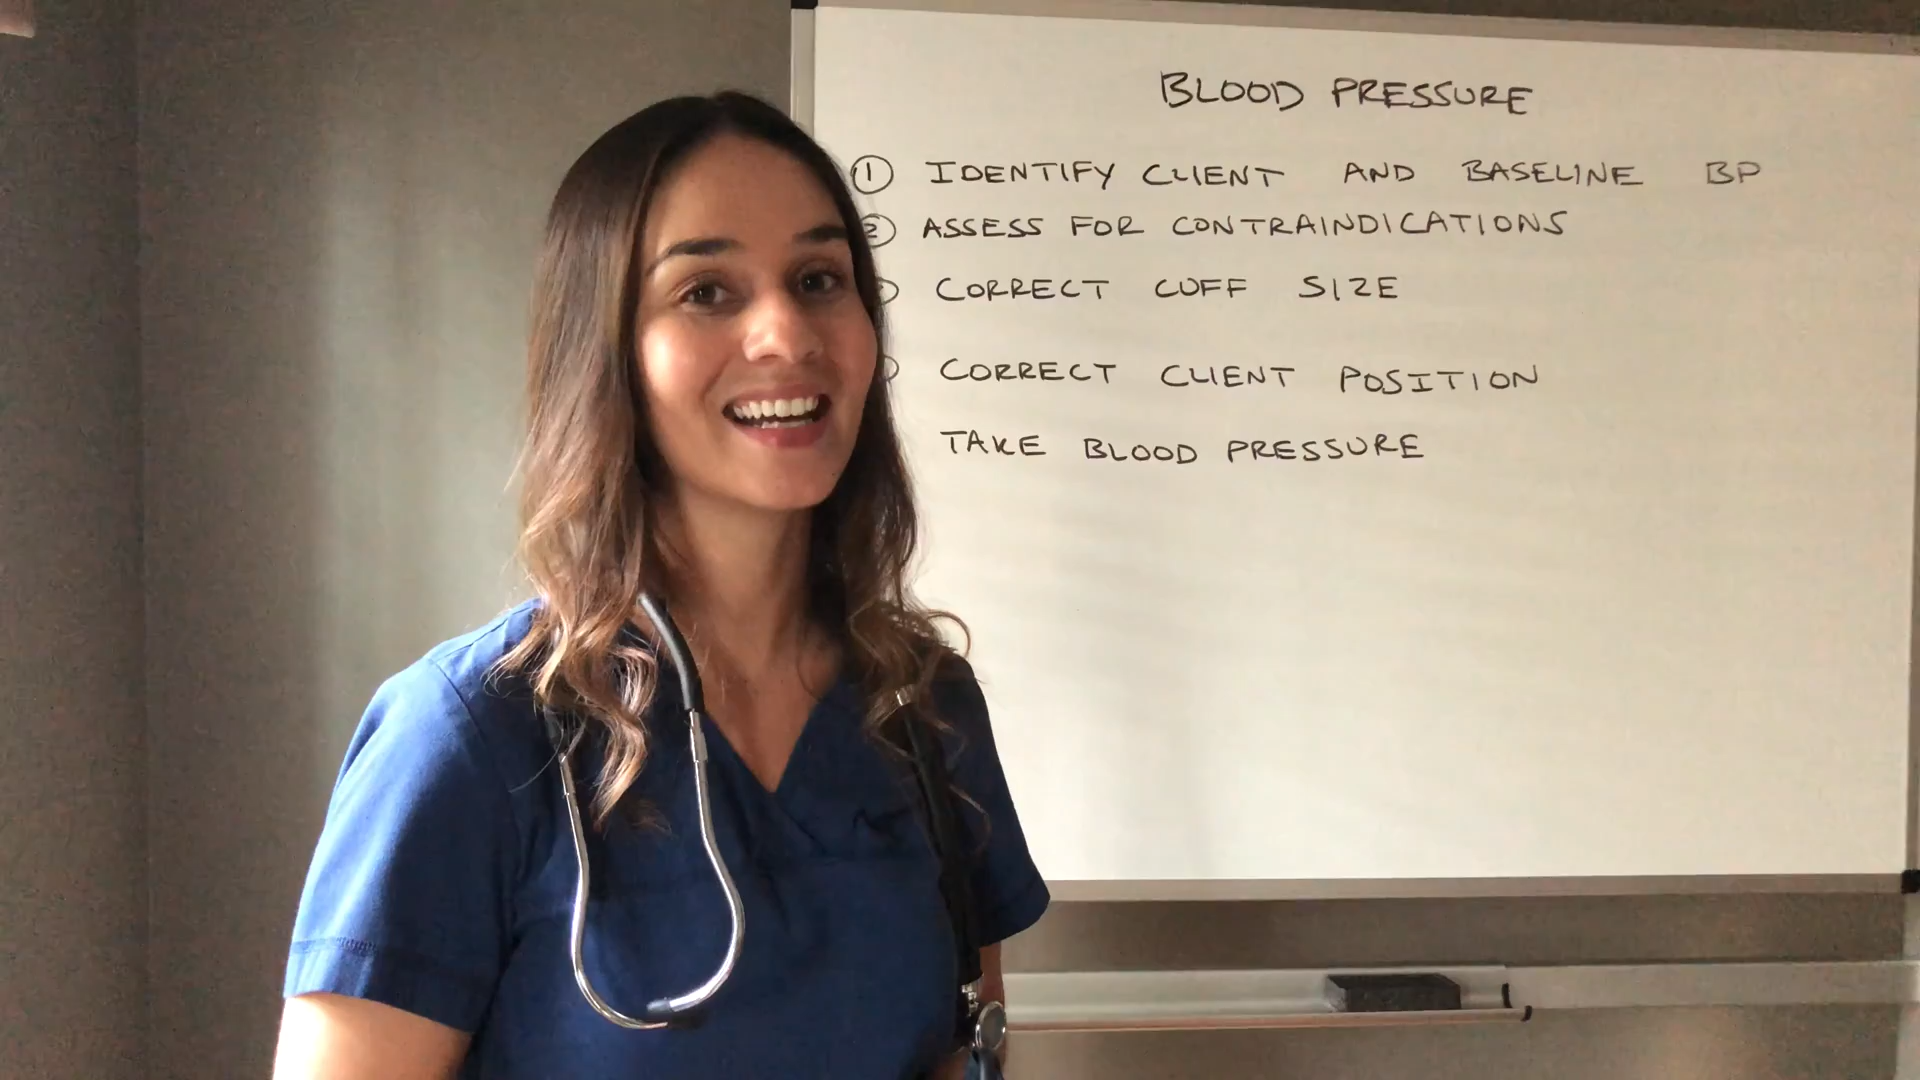 BLOOD PRESSURE
① IDENTIFY CLIENT AND BASELINE BP
② ASSESS FOR CONTRAINDICATIONS
CORRECT CUFF SIZE
CORRECT CLIENT POSITION
TAKE BLOOD PRESSURE